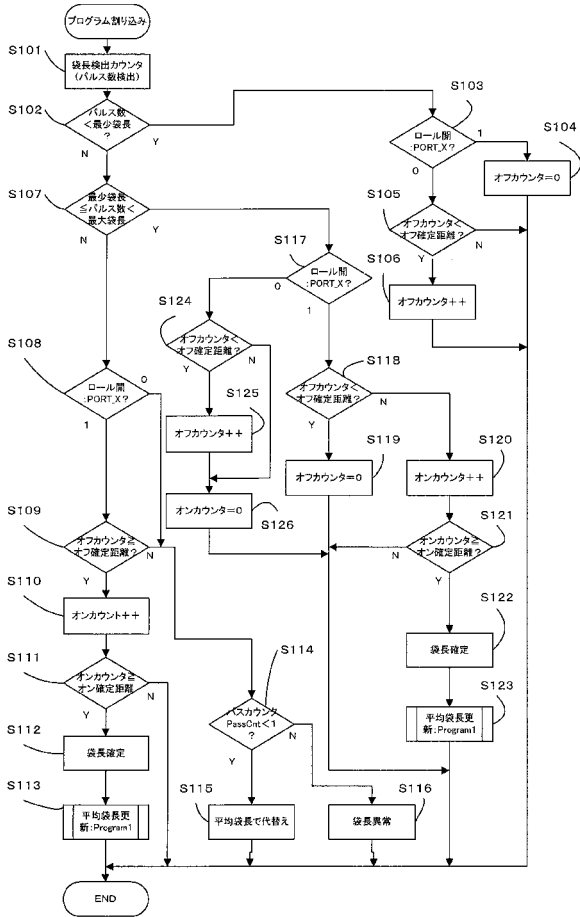 プログラム割り込み
S101
袋長検出カウンタ
(パルス数検出)
S102
パルス数
<最少袋長
?
Y
N
S103
ロール開
:PORT_X?
1
0
S104
オフカウンタ=0
S105
オフカウンタ<
オフ確定距離?
N
Y
S106
オフカウンタ++
S107
最少袋長
≦パルス数<
最大袋長
Y
N
S117
ロール開
:PORT_X?
0
1
S124
オフカウンタ<
オフ確定距離?
Y
N
S125
オフカウンタ++
オンカウンタ=0
S126
S118
オフカウンタ<
オフ確定距離?
N
Y
S119
オフカウンタ=0
S120
オンカウンタ++
S121
オンカウンタ≧
オン確定距離?
N
Y
S122
袋長確定
S123
平均袋長更
新:Program1
S108
ロール開
:PORT_X?
0
1
S109
オフカウンタ≧
オフ確定距離?
N
Y
S110
オンカウント++
S111
オンカウンタ≧
オン確定距離
N
Y
S112
袋長確定
S113
平均袋長更
新:Program1
S114
パスカウンタ
PassCnt<1
?
N
Y
S115
平均袋長で代替え
S116
袋長異常
END